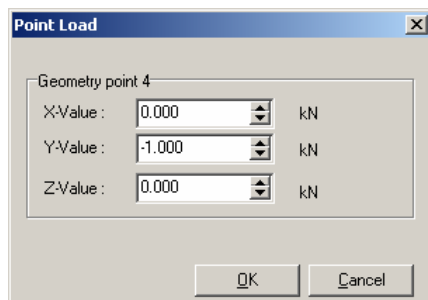 Point Load
Geometry point 4
X-Value : 0.000 kN
Y-Value : -1.000 kN
Z-Value : 0.000 kN
OK Cancel